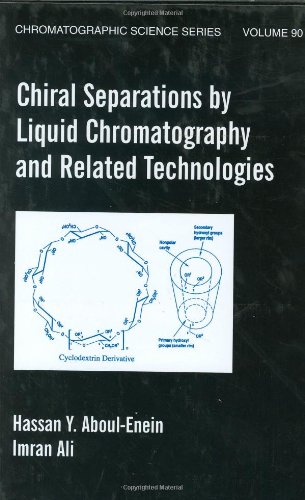 CHROMATOGRAPHIC SCIENCE SERIES VOLUME 90
Chiral Separations by
Liquid Chromatography
and Related Technologies
Nonpolar
cavity
Secondary
hydroxyl groups
(larger rim)
Primary hydroxyl
groups (smaller rim)
Cyclodextrin Derivative
Hassan Y. Aboul-Enein
Imran Ali